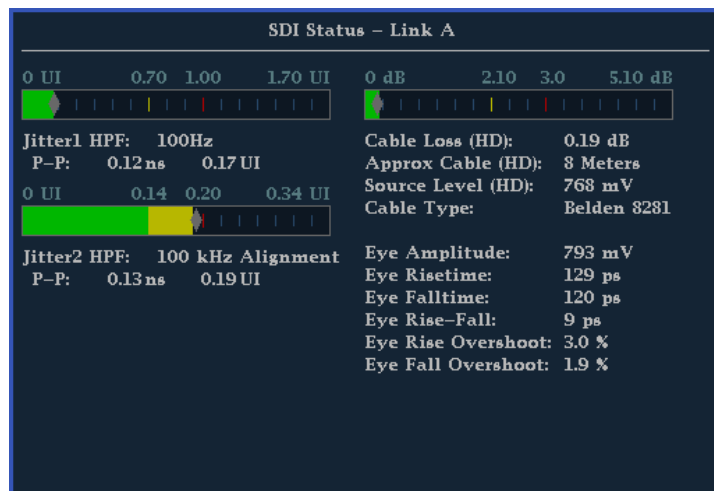 SDI Status – Link A
0 UI 0.70 1.00 1.70 UI
Jitter1 HPF: 100Hz
P–P: 0.12 ns 0.17 UI
0 UI 0.14 0.20 0.34 UI
Jitter2 HPF: 100 kHz Alignment
P–P: 0.13 ns 0.19 UI
0 dB 2.10 3.0 5.10 dB
Cable Loss (HD): 0.19 dB
Approx Cable (HD): 8 Meters
Source Level (HD): 768 mV
Cable Type: Belden 8281
Eye Amplitude: 793 mV
Eye Risetime: 129 ps
Eye Falltime: 120 ps
Eye Rise–Fall: 9 ps
Eye Rise Overshoot: 3.0 %
Eye Fall Overshoot: 1.9 %